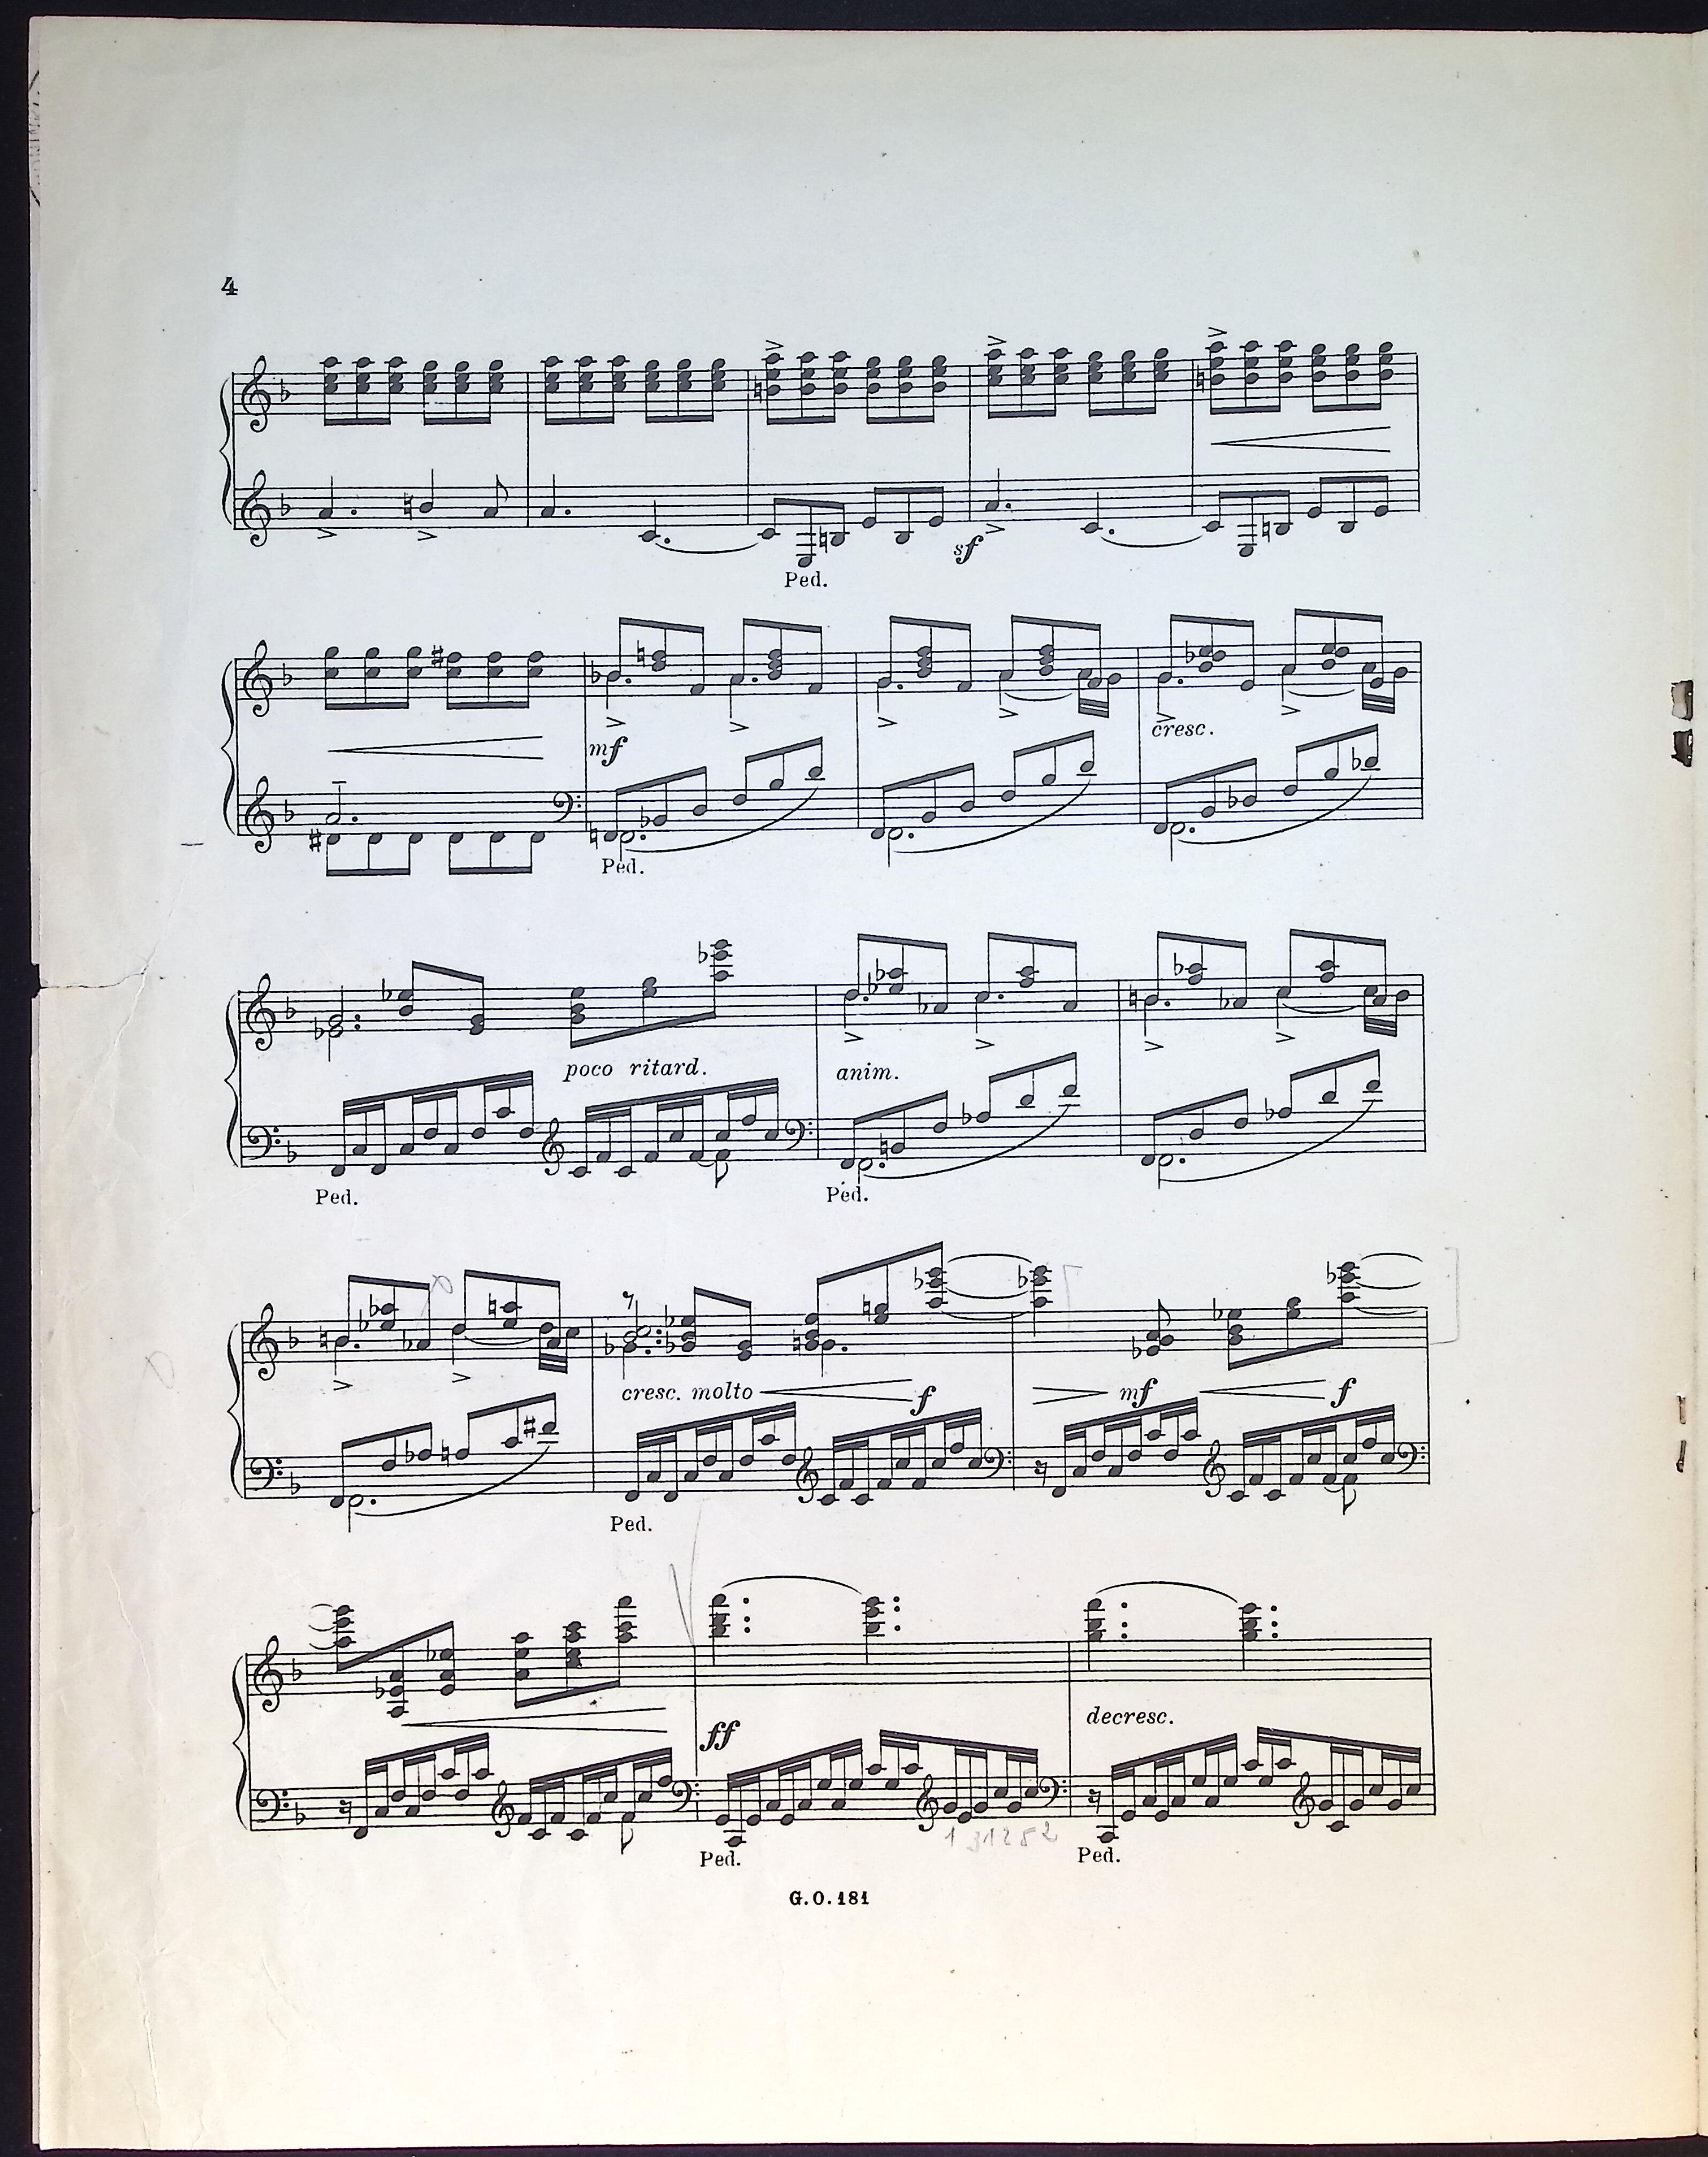 4
sf
Ped.
cresc.
mf
Ped.
poco ritard.
anim.
Ped.
Ped.
cresc. molto
f
mf
f
Ped.
decresc.
ff
Ped.
Ped.
G.O.181